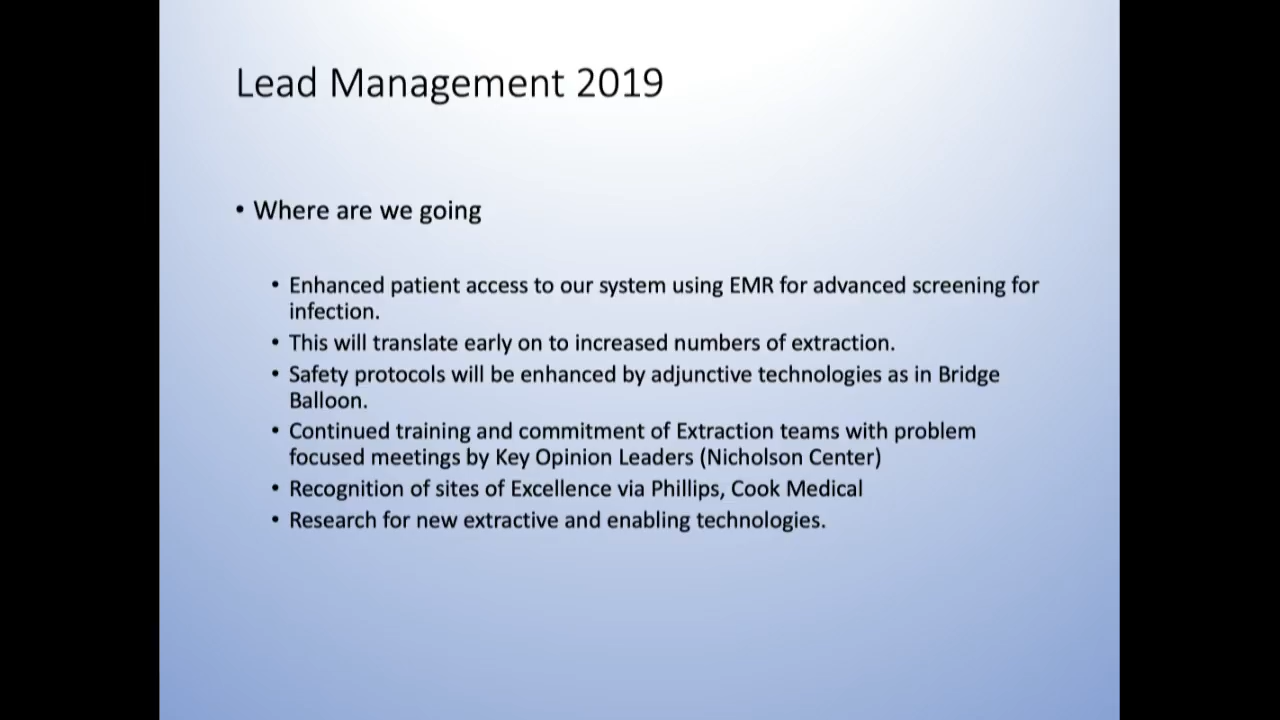 Lead Management 2019
• Where are we going
• Enhanced patient access to our system using EMR for advanced screening for
infection.
• This will translate early on to increased numbers of extraction.
• Safety protocols will be enhanced by adjunctive technologies as in Bridge
Balloon.
• Continued training and commitment of Extraction teams with problem
focused meetings by Key Opinion Leaders (Nicholson Center)
• Recognition of sites of Excellence via Phillips, Cook Medical
• Research for new extractive and enabling technologies.